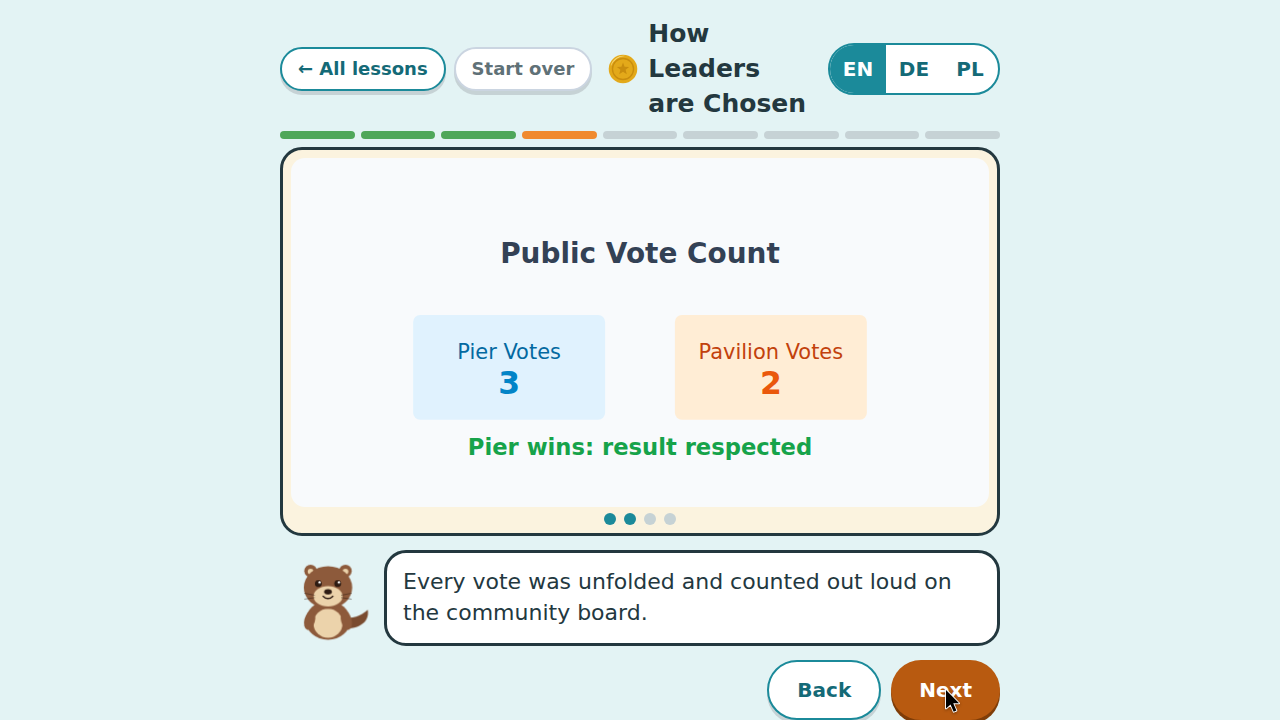 ← All lessons
Start over
How
Leaders
are Chosen
EN DE PL
Public Vote Count
Pier Votes
3
Pavilion Votes
2
Pier wins: result respected
Every vote was unfolded and counted out loud on
the community board.
Back
Next